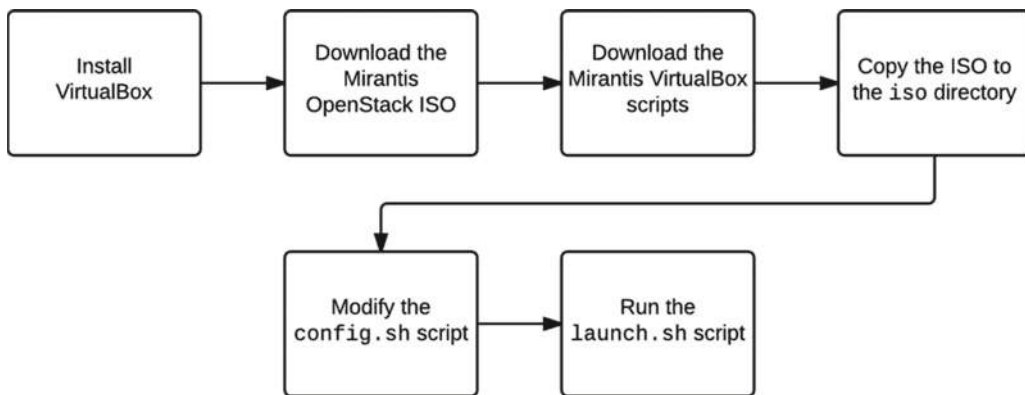 Install
VirtualBox
Download the
Mirantis
OpenStack ISO
Download the
Mirantis VirtualBox
scripts
Copy the ISO to
the iso directory
Modify the
config.sh script
Run the
launch.sh script